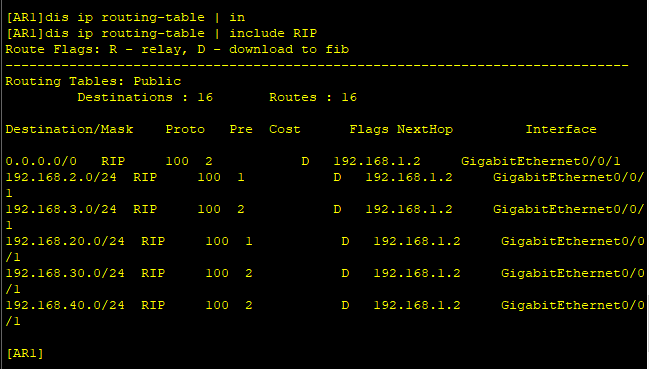 [AR1]dis ip routing-table | in
[AR1]dis ip routing-table | include RIP
Route Flags: R - relay, D - download to fib
------------------------------------------------------------------------------
Routing Tables: Public
         Destinations : 16       Routes : 16

Destination/Mask    Proto   Pre  Cost      Flags NextHop         Interface

0.0.0.0/0   RIP     100  2           D   192.168.1.2     GigabitEthernet0/0/1
192.168.2.0/24  RIP     100  1           D   192.168.1.2     GigabitEthernet0/0/
1
192.168.3.0/24  RIP     100  2           D   192.168.1.2     GigabitEthernet0/0/
1
192.168.20.0/24  RIP     100  1           D   192.168.1.2     GigabitEthernet0/0
/1
192.168.30.0/24  RIP     100  2           D   192.168.1.2     GigabitEthernet0/0
/1
192.168.40.0/24  RIP     100  2           D   192.168.1.2     GigabitEthernet0/0
/1

[AR1]